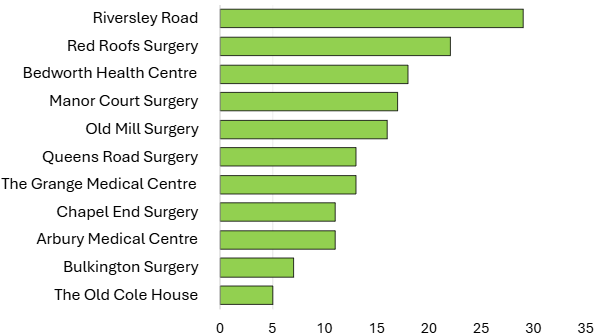 Riversley Road
Red Roofs Surgery
Bedworth Health Centre
Manor Court Surgery
Old Mill Surgery
Queens Road Surgery
The Grange Medical Centre
Chapel End Surgery
Arbury Medical Centre
Bulkington Surgery
The Old Cole House
0 5 10 15 20 25 30 35